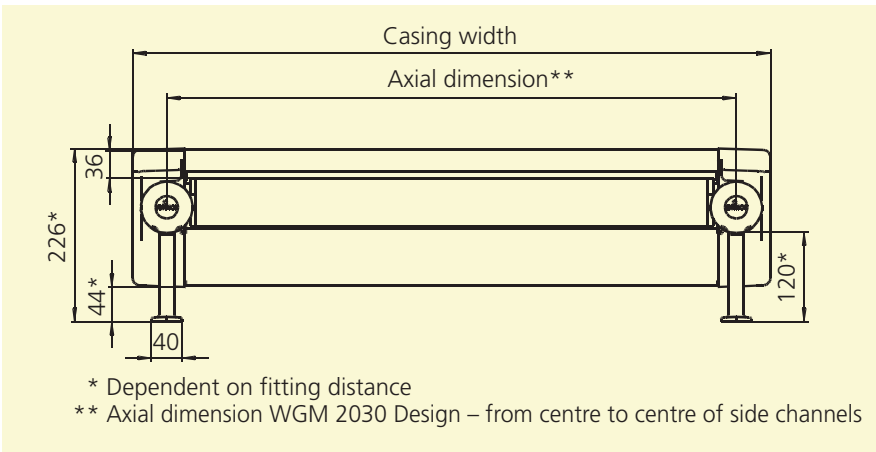 Casing width
Axial dimension**
36
226*
44*
120*
40
* Dependent on fitting distance
** Axial dimension WGM 2030 Design – from centre to centre of side channels